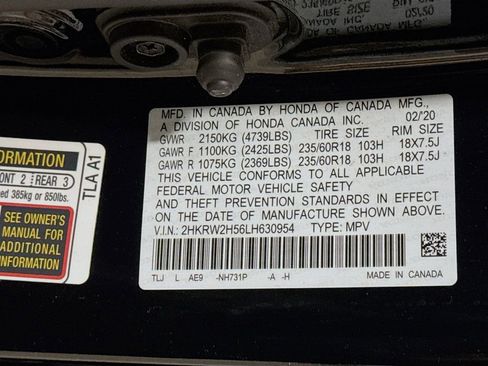 MFD. IN CANADA BY HONDA OF CANADA MFG.,
A DIVISION OF HONDA CANADA INC. 02/20
GVWR 2150KG (4739LBS) TIRE SIZE RIM SIZE
GAWR F 1100KG (2425LBS) 235/60R18 103H 18X7.5J
GAWR R 1075KG (2369LBS) 235/60R18 103H 18X7.5J
THIS VEHICLE CONFORMS TO ALL APPLICABLE
FEDERAL MOTOR VEHICLE SAFETY
AND THEFT PREVENTION STANDARDS IN EFFECT
ON THE DATE OF MANUFACTURE SHOWN ABOVE.
V.I.N.: 2HKRW2H56LH630954 TYPE: MPV
TLJ L AE9 -NH731P -A -H
MADE IN CANADA
ORMATION
ONT 2 REAR 3
ed 385kg or 850lbs.
SEE OWNER'S
MANUAL FOR
ADDITIONAL
INFORMATION
TLA A1